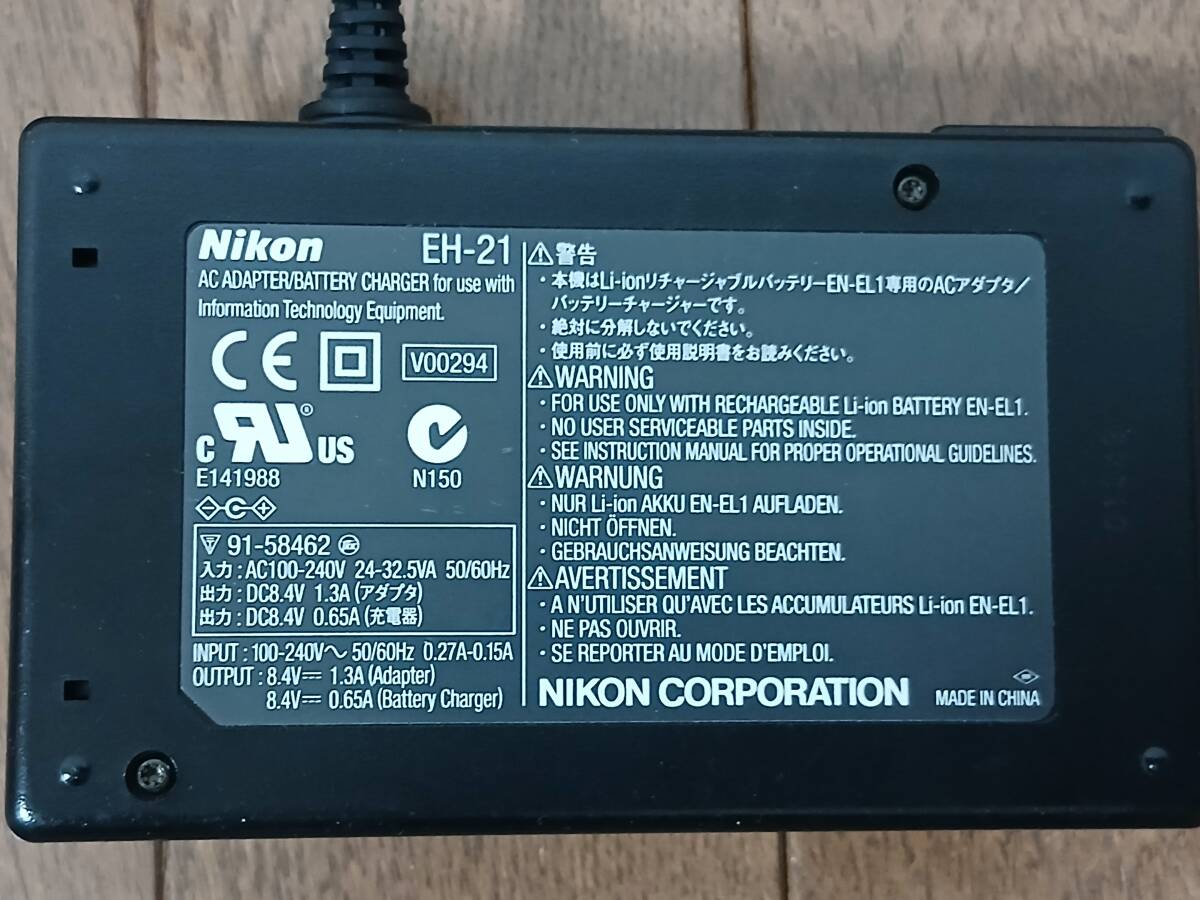 Nikon EH-21
AC ADAPTER/BATTERY CHARGER for use with
Information Technology Equipment.
CE
V00294
C RU US
E141988
N150
91-58462
入力：AC100-240V 24-32.5VA 50/60Hz
出力：DC8.4V 1.3A (アダプタ)
出力：DC8.4V 0.65A (充電器)
INPUT : 100-240V～ 50/60Hz 0.27A-0.15A
OUTPUT : 8.4V⎓ 1.3A (Adapter)
8.4V⎓ 0.65A (Battery Charger)
⚠警告
・本機はLi-ionリチャージャブルバッテリーEN-EL1専用のACアダプタ/
バッテリーチャージャーです。
・絶対に分解しないでください。
・使用前に必ず使用説明書をお読みください。
⚠WARNING
・FOR USE ONLY WITH RECHARGEABLE Li-ion BATTERY EN-EL1.
・NO USER SERVICEABLE PARTS INSIDE.
・SEE INSTRUCTION MANUAL FOR PROPER OPERATIONAL GUIDELINES.
⚠WARNUNG
・NUR Li-ion AKKU EN-EL1 AUFLADEN.
・NICHT ÖFFNEN.
・GEBRAUCHSANWEISUNG BEACHTEN.
⚠AVERTISSEMENT
・A N'UTILISER QU'AVEC LES ACCUMULATEURS Li-ion EN-EL1.
・NE PAS OUVRIR.
・SE REPORTER AU MODE D'EMPLOI.
NIKON CORPORATION
MADE IN CHINA